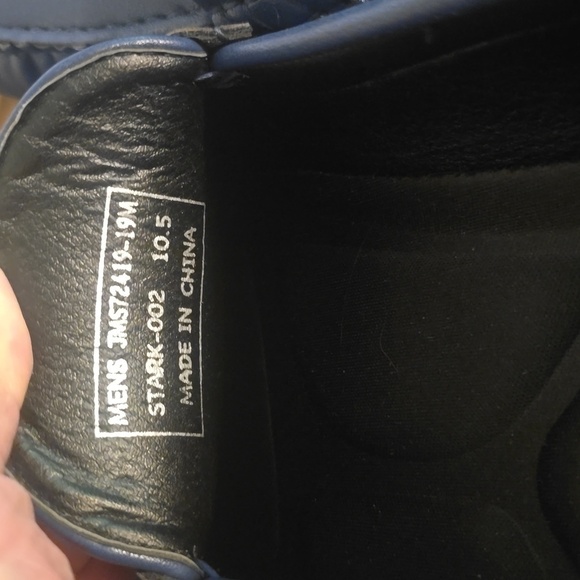 MENS JMS72419-19M
STARK-002 10.5
MADE IN CHINA